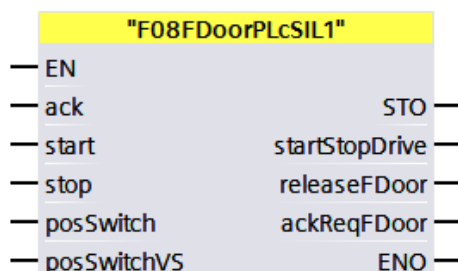 "F08FDoorPLcSIL1"
EN
ack STO
start startStopDrive
stop releaseFDoor
posSwitch ackReqFDoor
posSwitchVS ENO